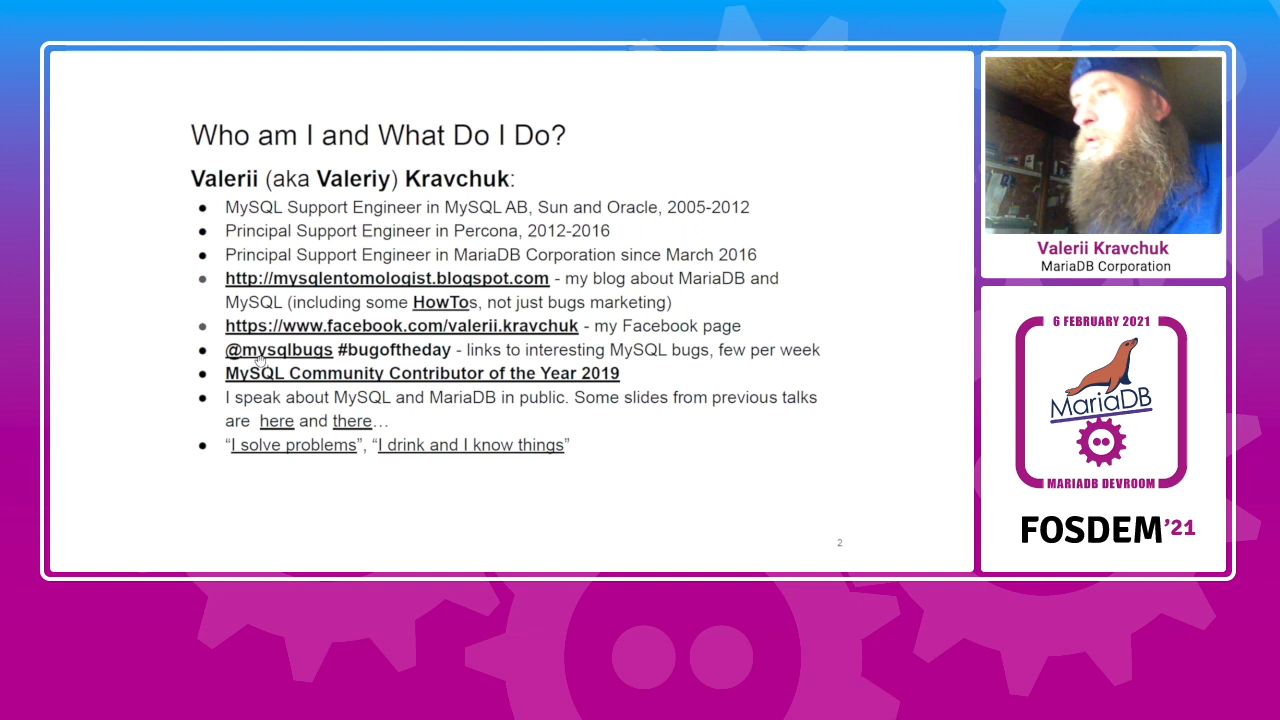 Who am I and What Do I Do?
Valerii (aka Valeriy) Kravchuk:
● MySQL Support Engineer in MySQL AB, Sun and Oracle, 2005-2012
● Principal Support Engineer in Percona, 2012-2016
● Principal Support Engineer in MariaDB Corporation since March 2016
● http://mysqlentomologist.blogspot.com - my blog about MariaDB and
MySQL (including some HowTos, not just bugs marketing)
● https://www.facebook.com/valerii.kravchuk - my Facebook page
● @mysqlbugs #bugoftheday - links to interesting MySQL bugs, few per week
● MySQL Community Contributor of the Year 2019
● I speak about MySQL and MariaDB in public. Some slides from previous talks
are here and there…
● “I solve problems”, “I drink and I know things”
2
Valerii Kravchuk
MariaDB Corporation
6 FEBRUARY 2021
MariaDB
MARIADB DEVROOM
FOSDEM’21